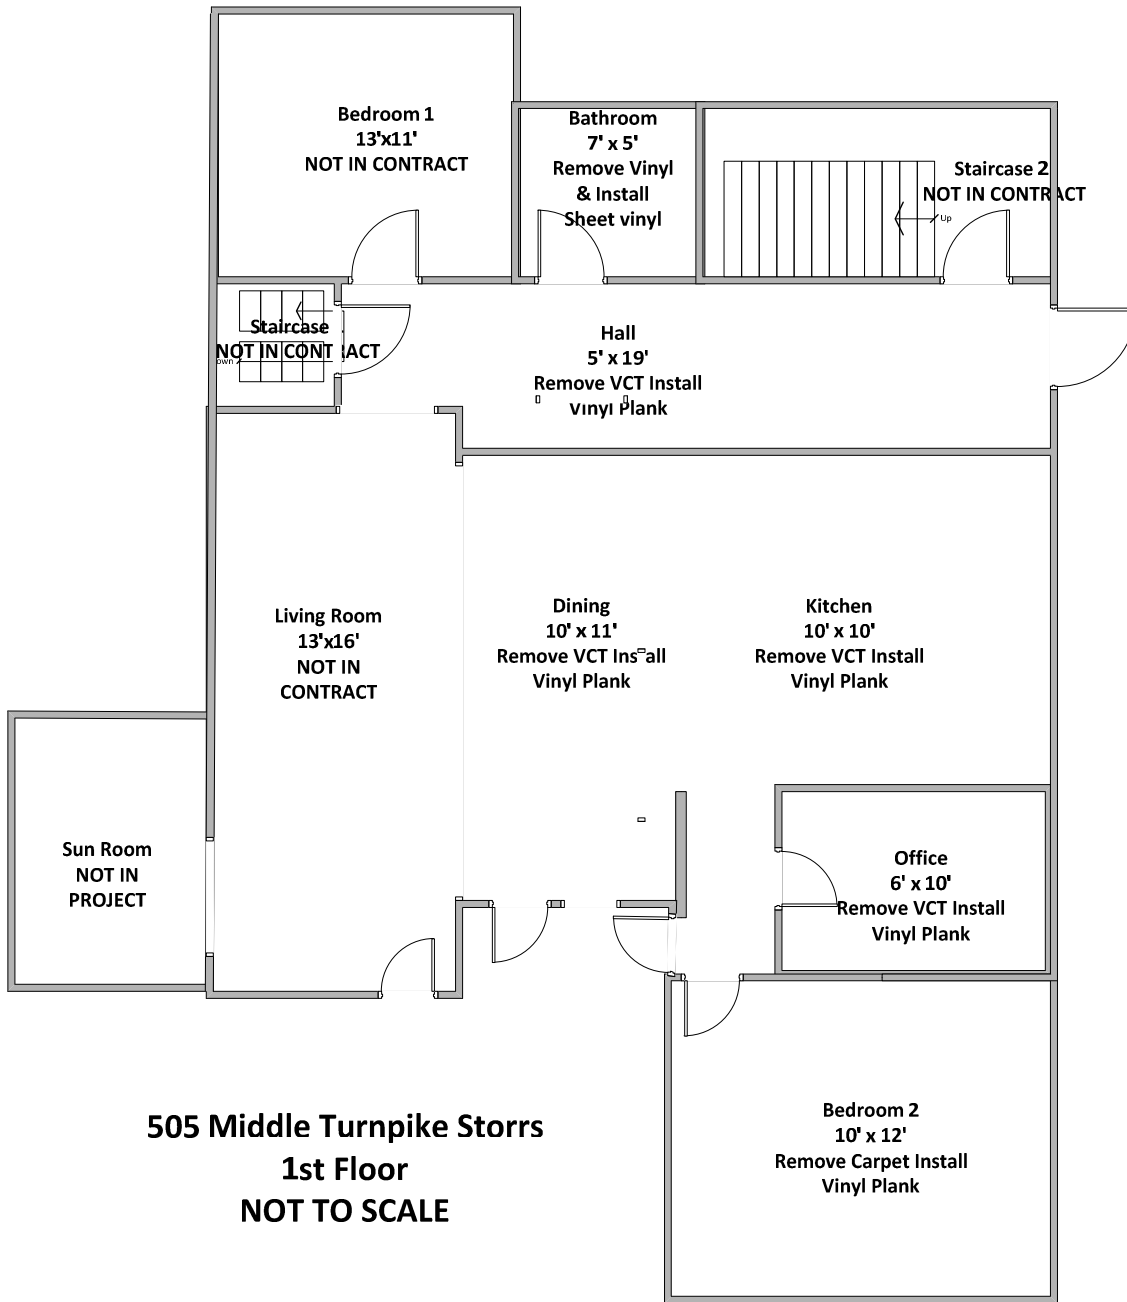 Bedroom 1
13'x11'
NOT IN CONTRACT
Bathroom
7' x 5'
Remove Vinyl
& Install
Sheet vinyl
Staircase 2
NOT IN CONTRACT
Up
Staircase
NOT IN CONTRACT
Hall
5' x 19'
Remove VCT Install
Vinyl Plank
Living Room
13'x16'
NOT IN
CONTRACT
Dining
10' x 11'
Remove VCT Install
Vinyl Plank
Kitchen
10' x 10'
Remove VCT Install
Vinyl Plank
Sun Room
NOT IN
PROJECT
Office
6' x 10'
Remove VCT Install
Vinyl Plank
Bedroom 2
10' x 12'
Remove Carpet Install
Vinyl Plank
505 Middle Turnpike Storrs
1st Floor
NOT TO SCALE